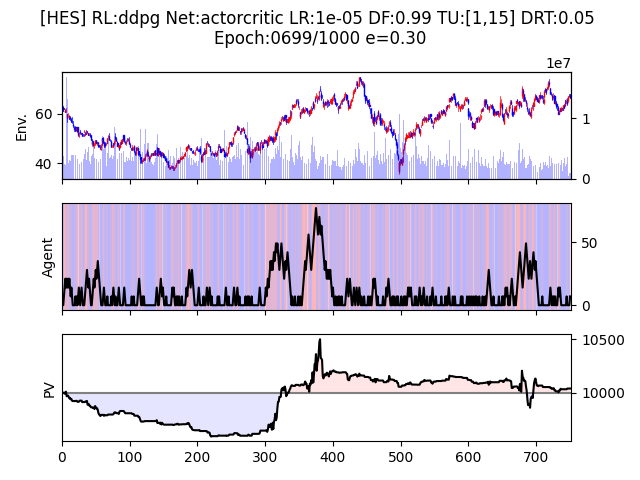 [HES] RL:ddpg Net:actorcritic LR:1e-05 DF:0.99 TU:[1,15] DRT:0.05
Epoch:0699/1000 e=0.30
1e7
Env.
60
40
1
0
Agent
50
0
PV
10500
10000
0 100 200 300 400 500 600 700